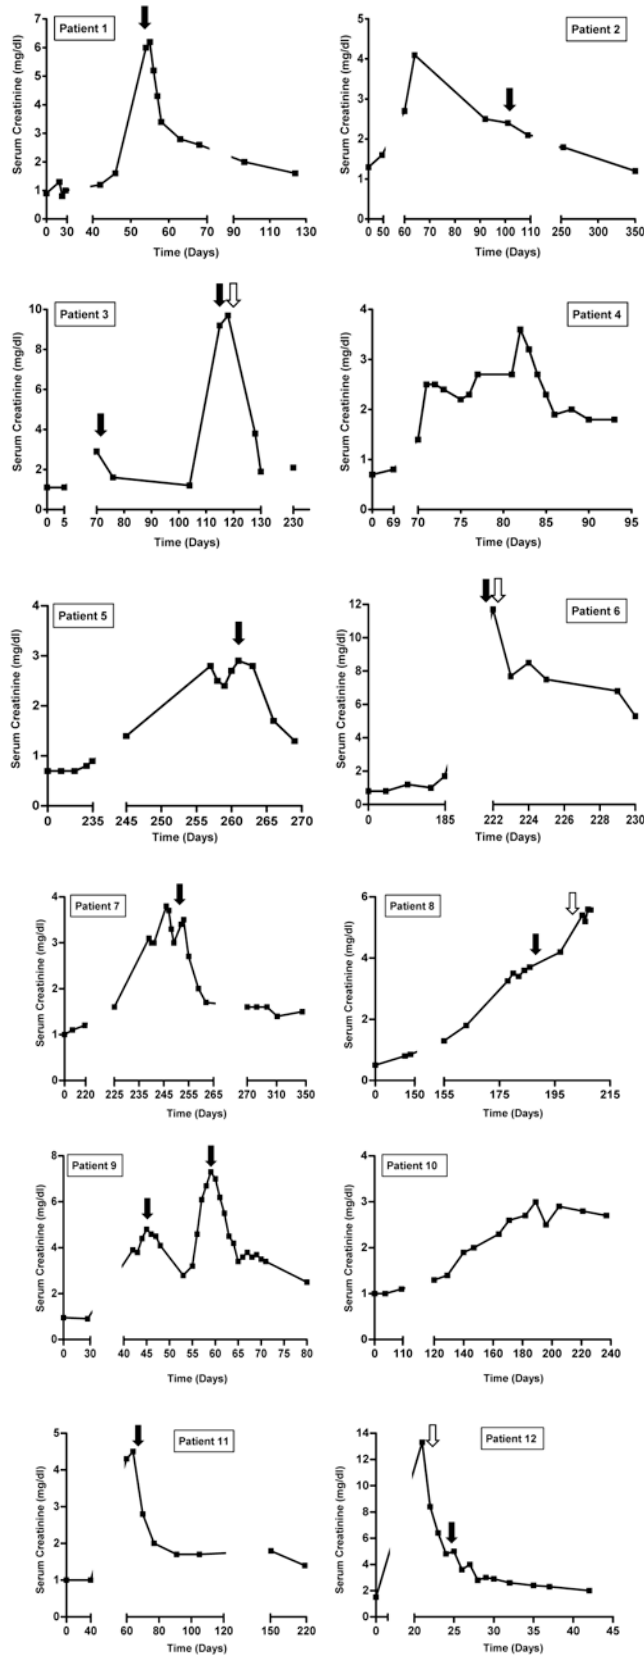 Patient 1
Serum Creatinine (mg/dl)
7
6
5
4
3
2
1
0
0 30 40 50 60 70 90 110 130
Time (Days)
Patient 2
Serum Creatinine (mg/dl)
5
4
3
2
1
0
0 50 60 70 80 90 100 110 250 350
Time (Days)
Patient 3
Serum Creatinine (mg/dl)
10
8
6
4
2
0
0 5 70 80 90 100 110 120 130 230
Time (Days)
Patient 4
Serum Creatinine (mg/dl)
4
3
2
1
0
0 69 70 75 80 85 90 95
Time (Days)
Patient 5
Serum Creatinine (mg/dl)
4
3
2
1
0
0 235 245 250 255 260 265 270
Time (Days)
Patient 6
Serum Creatinine (mg/dl)
12
10
8
6
4
2
0
0 185 222 224 226 228 230
Time (Days)
Patient 7
Serum Creatinine (mg/dl)
4
3
2
1
0
0 220 225 235 245 255 265 270 310 350
Time (Days)
Patient 8
Serum Creatinine (mg/dl)
6
4
2
0
0 150 155 175 195 215
Time (Days)
Patient 9
Serum Creatinine (mg/dl)
8
6
4
2
0
0 30 40 45 50 55 60 65 70 75 80
Time (Days)
Patient 10
Serum Creatinine (mg/dl)
4
3
2
1
0
0 110 120 140 160 180 200 220 240
Time (Days)
Patient 11
Serum Creatinine (mg/dl)
5
4
3
2
1
0
0 40 60 80 100 120 150 220
Time (Days)
Patient 12
Serum Creatinine (mg/dl)
14
12
10
8
6
4
2
0
0 6 20 25 30 35 40 45
Time (Days)